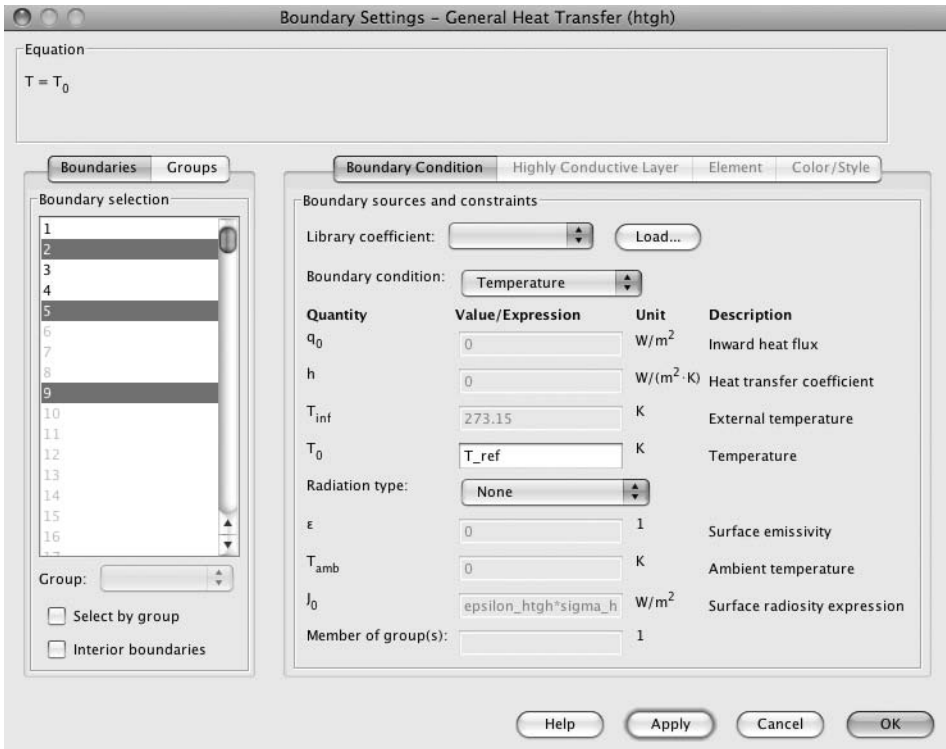 Boundary Settings – General Heat Transfer (htgh)
Equation
T = T0
Boundaries Groups
Boundary selection
1
2
3
4
5
6
7
8
9
10
11
12
13
14
15
16
17
Group:
Select by group
Interior boundaries
Boundary Condition Highly Conductive Layer Element Color/Style
Boundary sources and constraints
Library coefficient: Load...
Boundary condition: Temperature
Quantity Value/Expression Unit Description
q0 0 W/m2 Inward heat flux
h 0 W/(m2·K) Heat transfer coefficient
Tinf 273.15 K External temperature
T0 T_ref K Temperature
Radiation type: None
ε 0 1 Surface emissivity
Tamb 0 K Ambient temperature
J0 epsilon_htgh*sigma_h W/m2 Surface radiosity expression
Member of group(s): 1
Help Apply Cancel OK